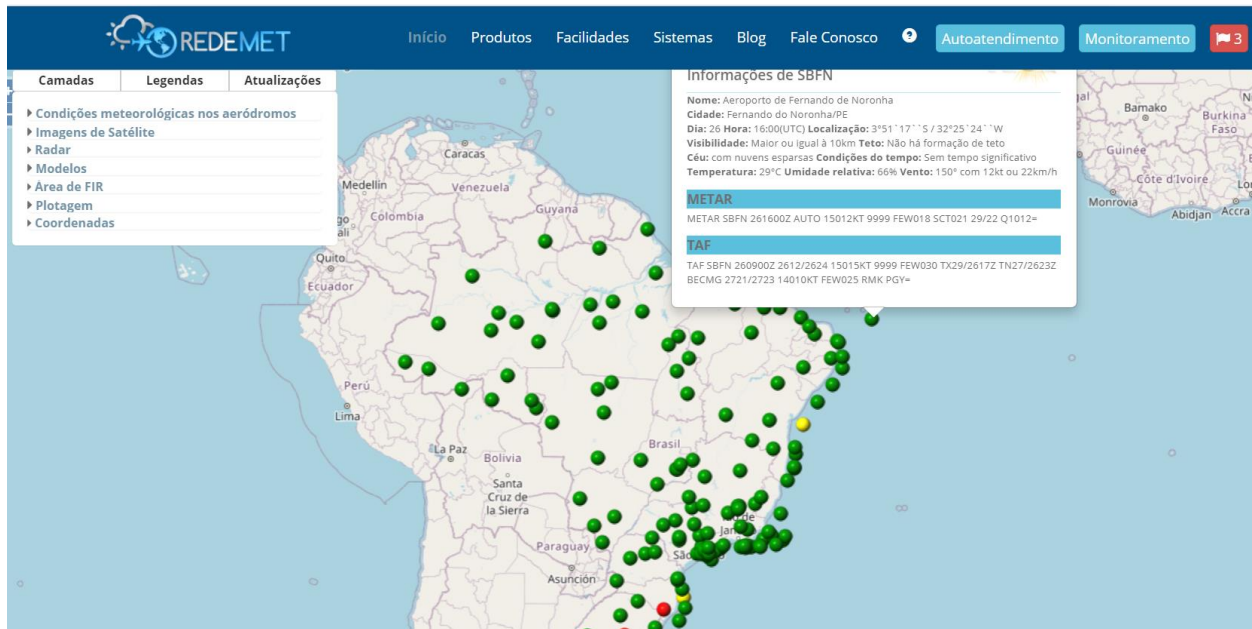 REDEMET
Início Produtos Facilidades Sistemas Blog Fale Conosco ? Autoatendimento Monitoramento 3
Camadas Legendas Atualizações
Condições meteorológicas nos aeródromos
Imagens de Satélite
Radar
Modelos
Área de FIR
Plotagem
Coordenadas
Informações de SBFN
Nome: Aeroporto de Fernando de Noronha
Cidade: Fernando do Noronha/PE
Dia: 26 Hora: 16:00(UTC) Localização: 3°51`17``S / 32°25`24``W
Visibilidade: Maior ou igual à 10km Teto: Não há formação de teto
Céu: com nuvens esparsas Condições do tempo: Sem tempo significativo
Temperatura: 29°C Umidade relativa: 66% Vento: 150° com 12kt ou 22km/h
METAR
METAR SBFN 261600Z AUTO 15012KT 9999 FEW018 SCT021 29/22 Q1012=
TAF
TAF SBFN 260900Z 2612/2624 15015KT 9999 FEW030 TX29/2617Z TN27/2623Z
BECMG 2721/2723 14010KT FEW025 RMK PGY=
Bamako
Burkina
Faso
Guinée
Côte d'Ivoire
Monrovia
Abidjan
Accra
Caracas
Medellín
Venezuela
Guyana
Colombia
Quito
Ecuador
Perú
Lima
Brasil
La Paz
Bolivia
Santa
Cruz de
la Sierra
Paraguay
Asunción